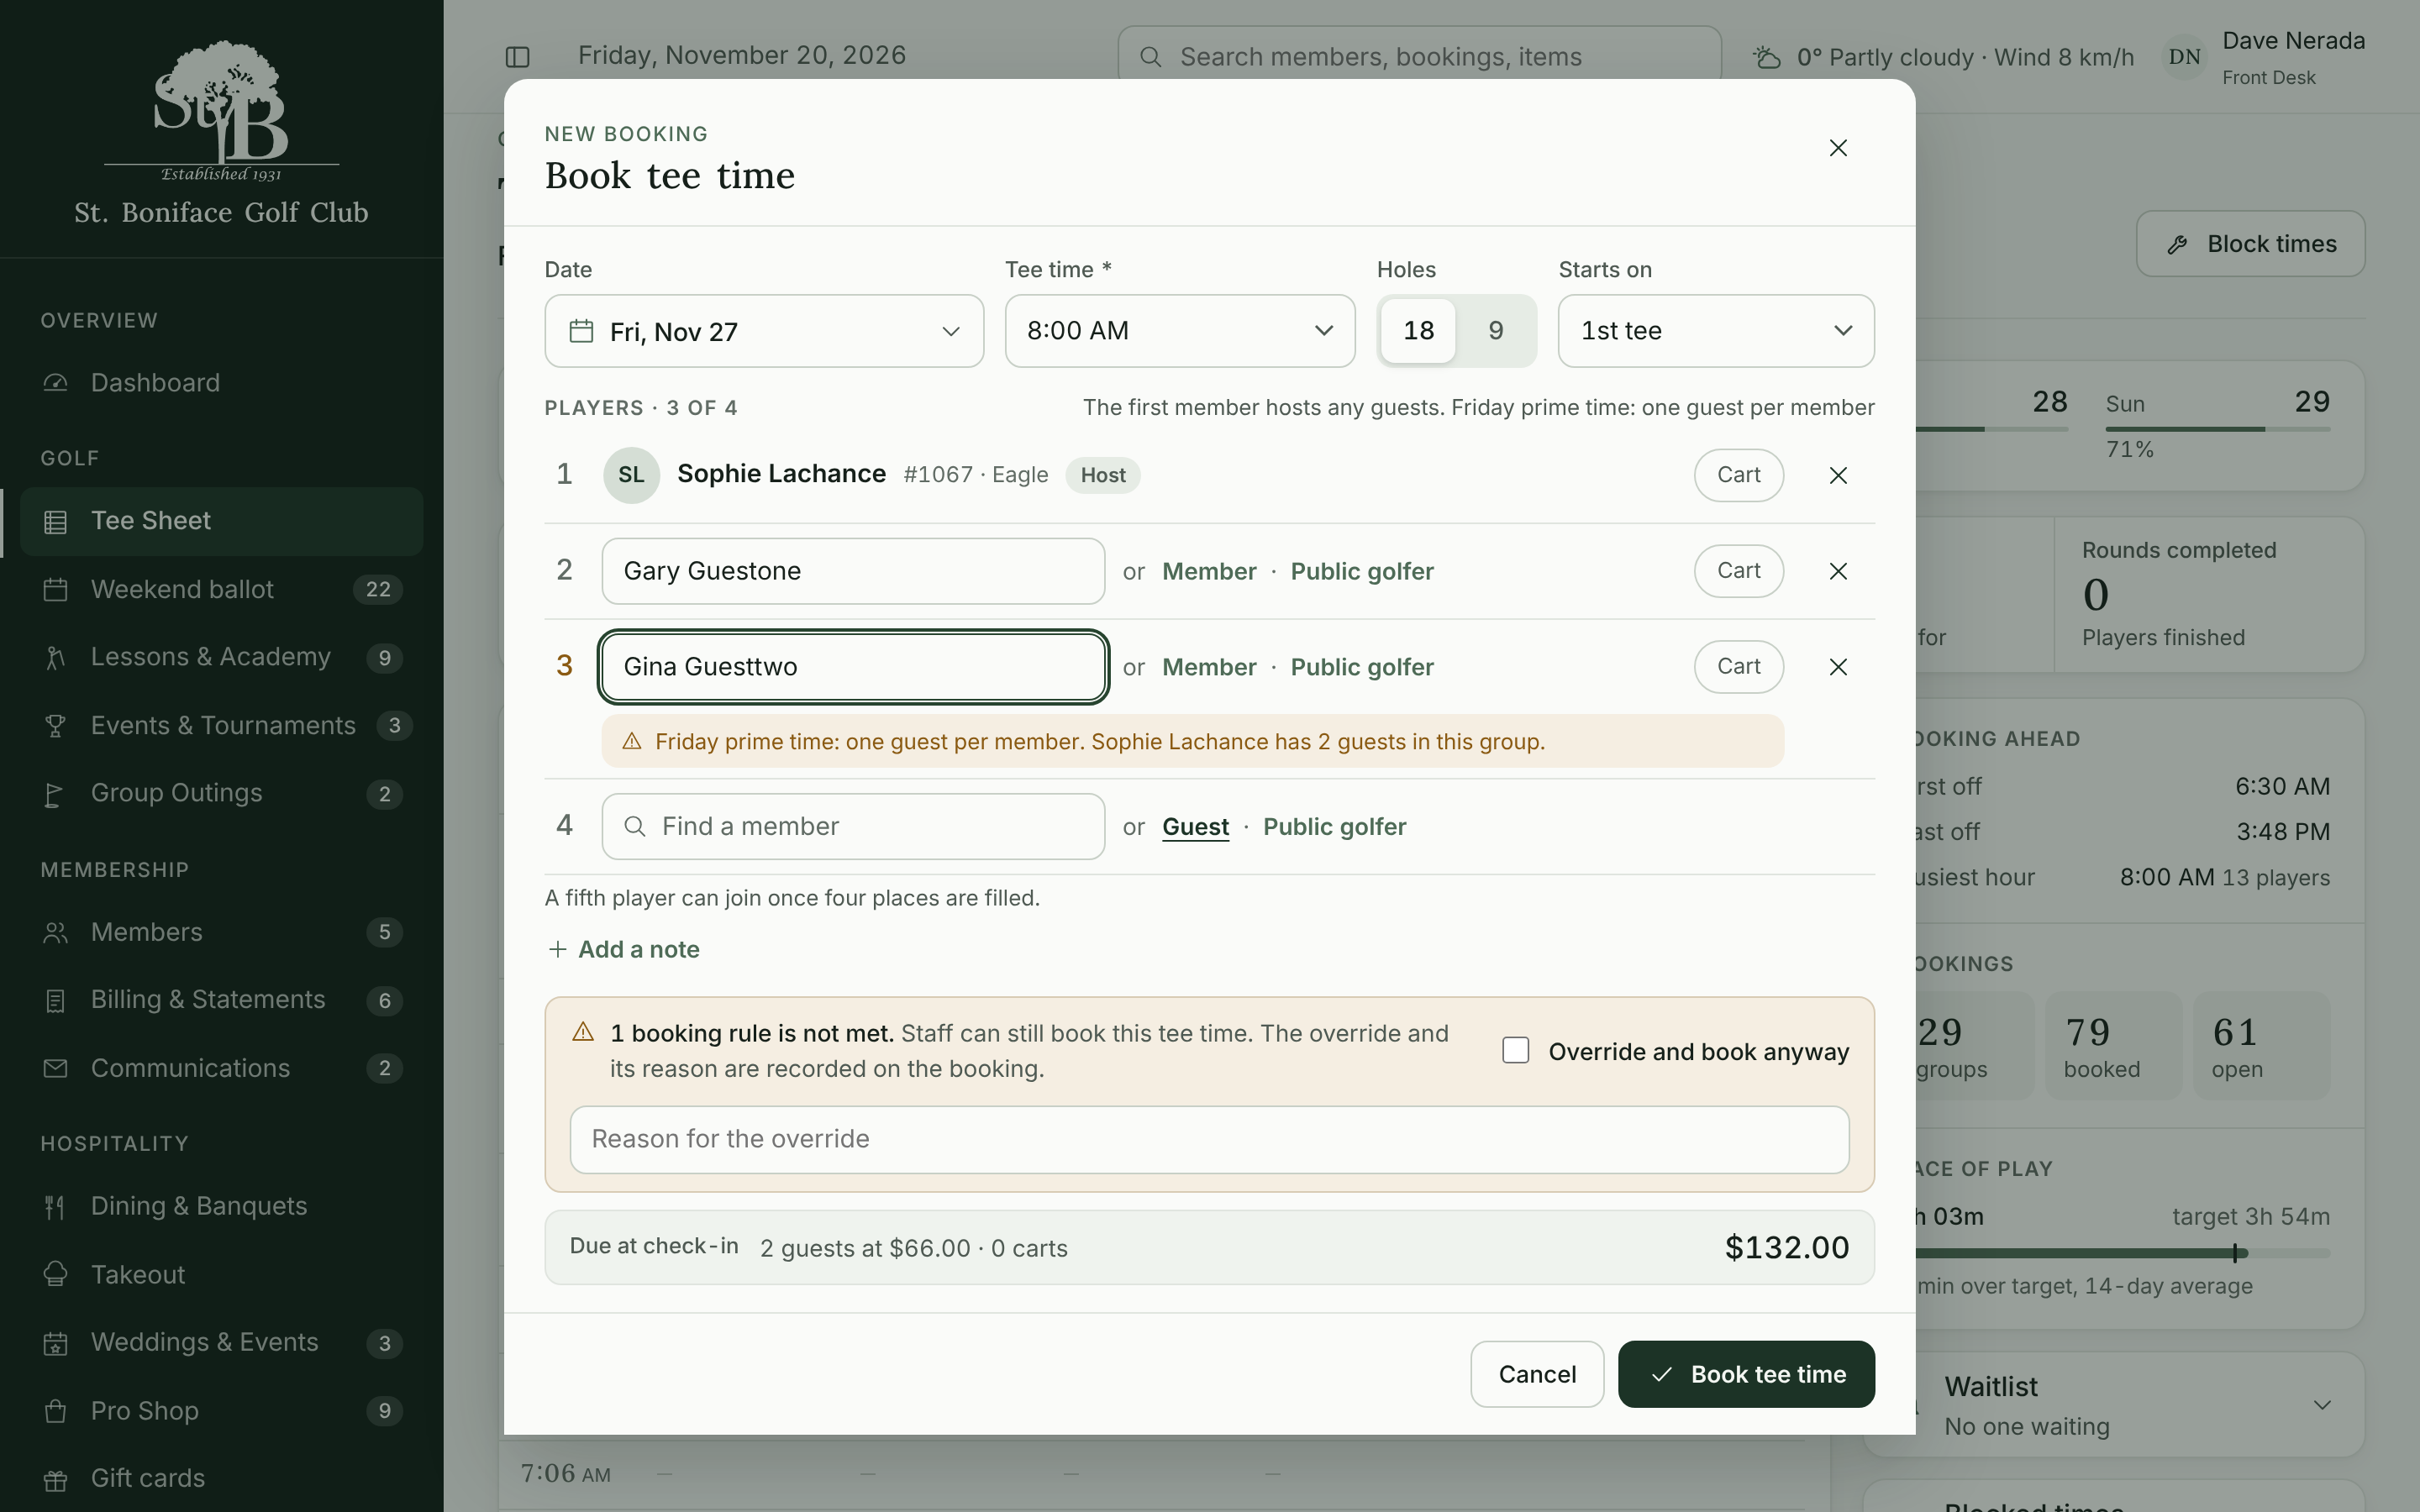 StB
Established 1931
St. Boniface Golf Club
OVERVIEW
Dashboard
GOLF
Tee Sheet
Weekend ballot 22
Lessons & Academy 9
Events & Tournaments 3
Group Outings 2
MEMBERSHIP
Members 5
Billing & Statements 6
Communications 2
HOSPITALITY
Dining & Banquets
Takeout
Weddings & Events 3
Pro Shop 9
Gift cards
Friday, November 20, 2026
Search members, bookings, items
0° Partly cloudy · Wind 8 km/h
DN
Dave Nerada
Front Desk
Block times
NEW BOOKING
Book tee time
Date
Tee time *
Holes
Starts on
Fri, Nov 27
8:00 AM
18 9
1st tee
PLAYERS · 3 OF 4
The first member hosts any guests. Friday prime time: one guest per member
1 SL Sophie Lachance #1067 · Eagle Host Cart
2 Gary Guestone or Member · Public golfer Cart
3 Gina Guesttwo or Member · Public golfer Cart
Friday prime time: one guest per member. Sophie Lachance has 2 guests in this group.
4 Find a member or Guest · Public golfer
A fifth player can join once four places are filled.
Add a note
1 booking rule is not met. Staff can still book this tee time. The override and
its reason are recorded on the booking.
Override and book anyway
Reason for the override
Due at check-in 2 guests at $66.00 · 0 carts $132.00
Cancel
Book tee time
28
Sun 29
71%
Rounds completed
0
Players finished
for
6:30 AM
3:48 PM
8:00 AM 13 players
AHEAD
29 79 61
groups booked open
OF PLAY
03m target 3h 54m
min over target, 14-day average
Waitlist
No one waiting
7:06 AM — — — —